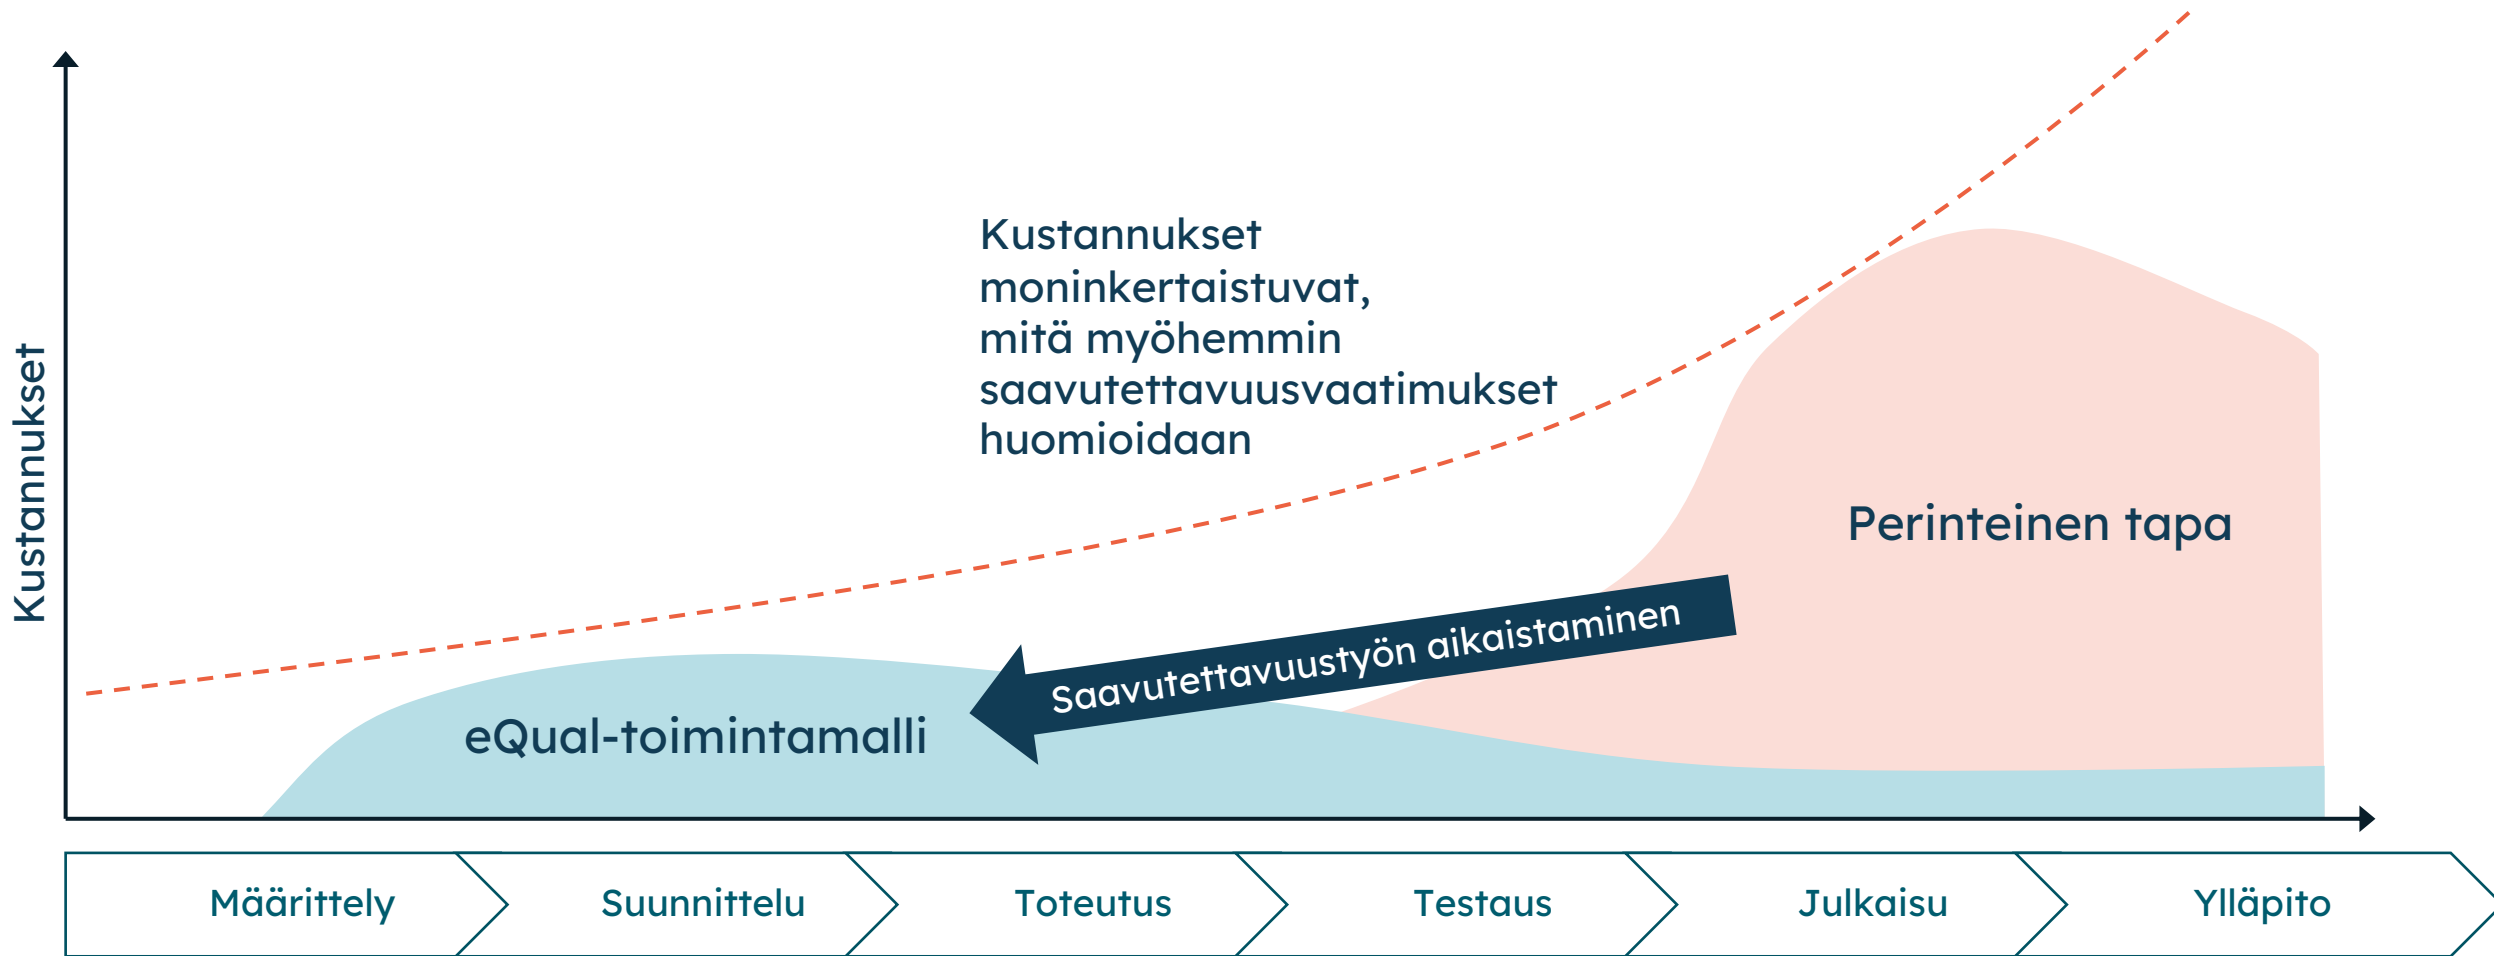 Kustannukset
Kustannukset
moninkertaistuvat,
mitä myöhemmin
saavutettavuusvaatimukset
huomioidaan
Perinteinen tapa
Saavutettavuustyön aikaistaminen
eQual-toimintamalli
Määrittely
Suunnittelu
Toteutus
Testaus
Julkaisu
Ylläpito